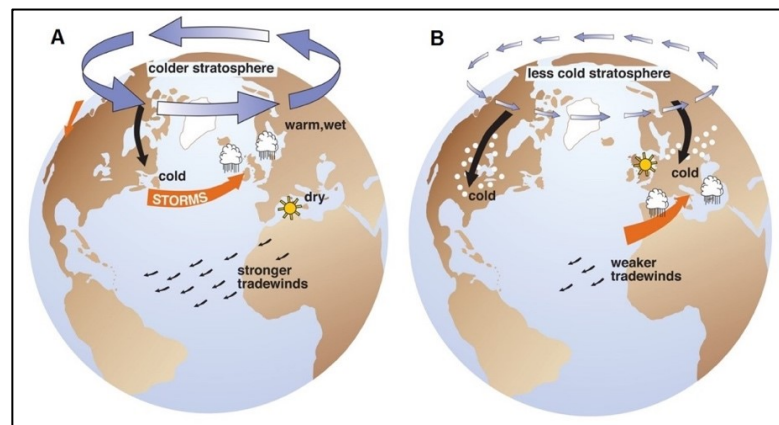 A
colder stratosphere
warm,wet
cold
STORMS
dry
stronger
tradewinds
B
less cold stratosphere
cold
cold
weaker
tradewinds